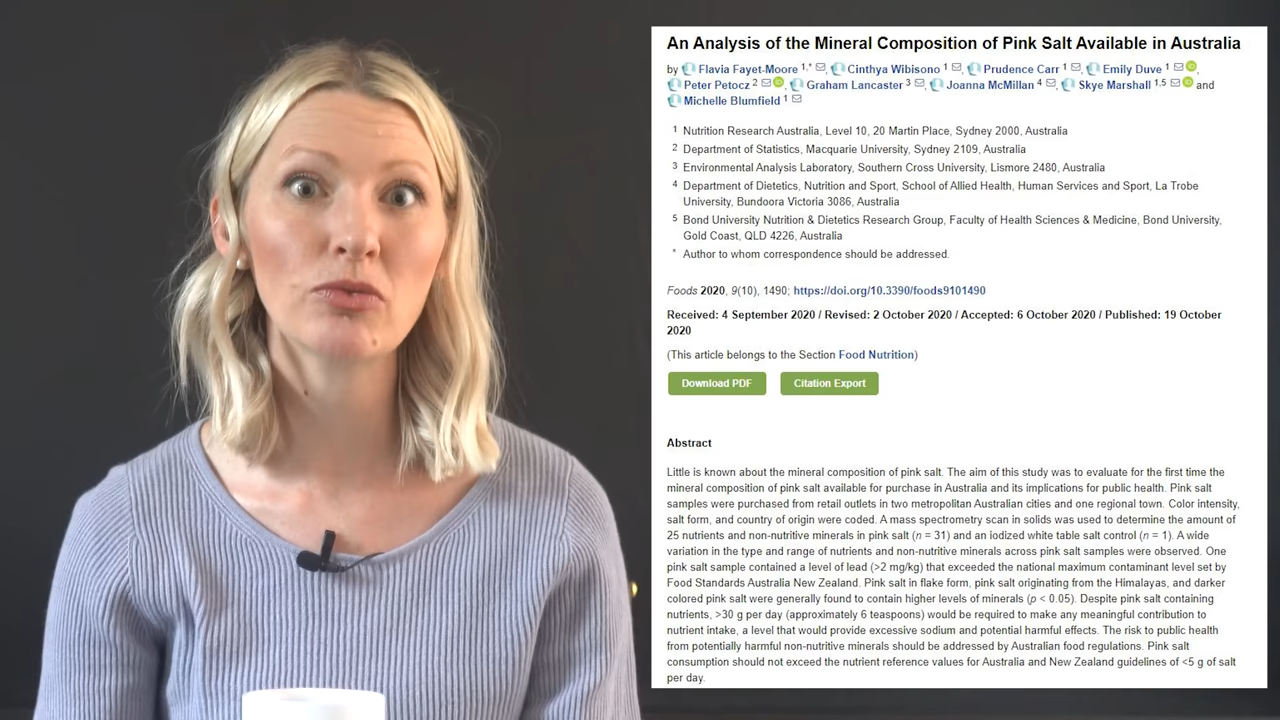 An Analysis of the Mineral Composition of Pink Salt Available in Australia
by Flavia Fayet-Moore 1,*, Cinthya Wibisono 1, Prudence Carr 1, Emily Duve 1,
Peter Petocz 2, Graham Lancaster 3, Joanna McMillan 4, Skye Marshall 1,5 and
Michelle Blumfield 1
1 Nutrition Research Australia, Level 10, 20 Martin Place, Sydney 2000, Australia
2 Department of Statistics, Macquarie University, Sydney 2109, Australia
3 Environmental Analysis Laboratory, Southern Cross University, Lismore 2480, Australia
4 Department of Dietetics, Nutrition and Sport, School of Allied Health, Human Services and Sport, La Trobe
University, Bundoora Victoria 3086, Australia
5 Bond University Nutrition & Dietetics Research Group, Faculty of Health Sciences & Medicine, Bond University,
Gold Coast, QLD 4226, Australia
* Author to whom correspondence should be addressed.
Foods 2020, 9(10), 1490; https://doi.org/10.3390/foods9101490
Received: 4 September 2020 / Revised: 2 October 2020 / Accepted: 6 October 2020 / Published: 19 October
2020
(This article belongs to the Section Food Nutrition)
Download PDF Citation Export
Abstract
Little is known about the mineral composition of pink salt. The aim of this study was to evaluate for the first time the
mineral composition of pink salt available for purchase in Australia and its implications for public health. Pink salt
samples were purchased from retail outlets in two metropolitan Australian cities and one regional town. Color intensity,
salt form, and country of origin were coded. A mass spectrometry scan in solids was used to determine the amount of
25 nutrients and non-nutritive minerals in pink salt (n = 31) and an iodized white table salt control (n = 1). A wide
variation in the type and range of nutrients and non-nutritive minerals across pink salt samples were observed. One
pink salt sample contained a level of lead (>2 mg/kg) that exceeded the national maximum contaminant level set by
Food Standards Australia New Zealand. Pink salt in flake form, pink salt originating from the Himalayas, and darker
colored pink salt were generally found to contain higher levels of minerals (p < 0.05). Despite pink salt containing
nutrients, >30 g per day (approximately 6 teaspoons) would be required to make any meaningful contribution to
nutrient intake, a level that would provide excessive sodium and potential harmful effects. The risk to public health
from potentially harmful non-nutritive minerals should be addressed by Australian food regulations. Pink salt
consumption should not exceed the nutrient reference values for Australia and New Zealand guidelines of <5 g of salt
per day.